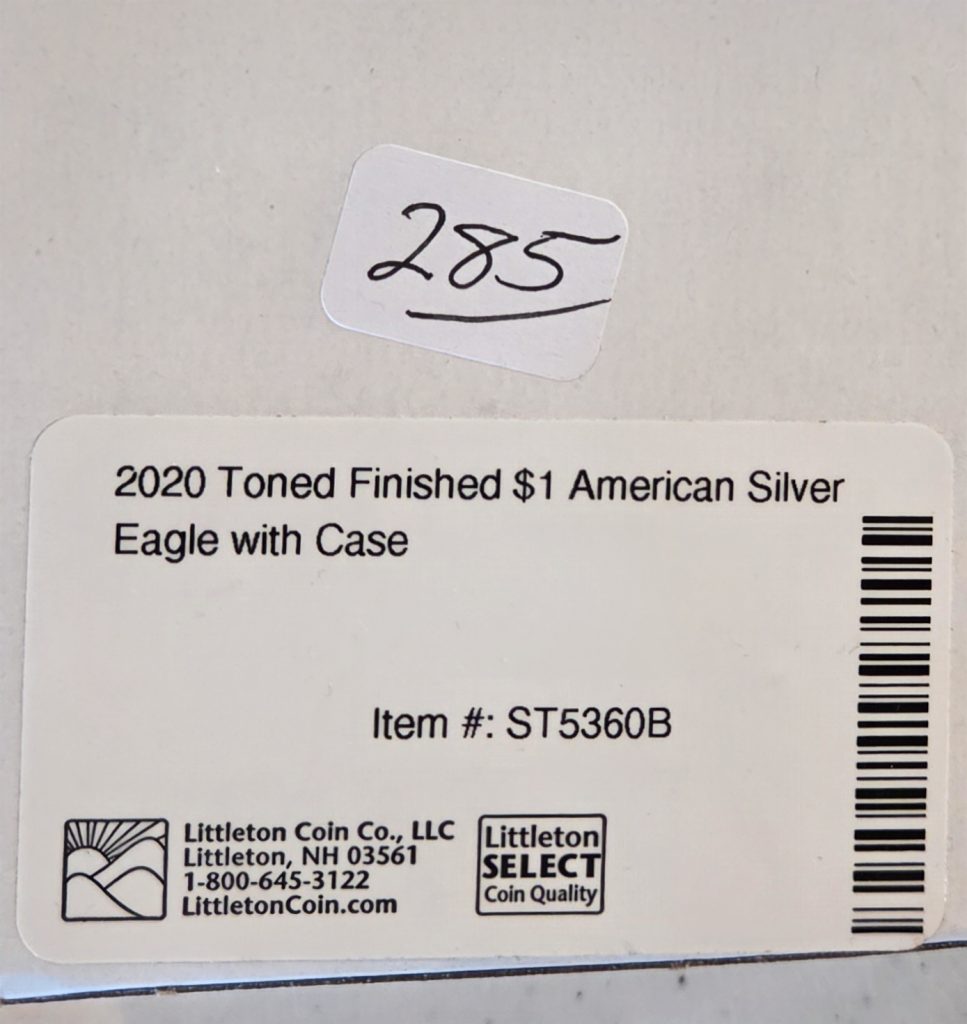 285
2020 Toned Finished $1 American Silver
Eagle with Case
Item #: ST5360B
Littleton Coin Co., LLC
Littleton, NH 03561
1-800-645-3122
LittletonCoin.com
Littleton
SELECT
Coin Quality